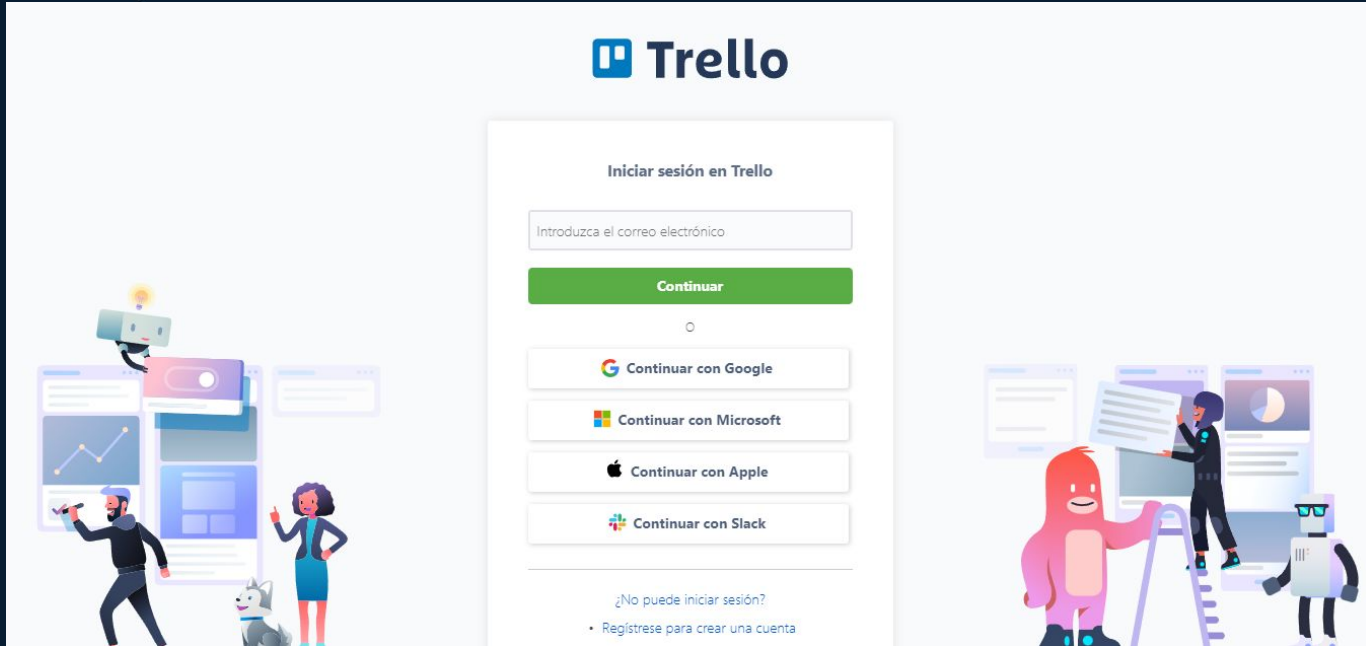 Trello
Iniciar sesión en Trello
Introduzca el correo electrónico
Continuar
O
Continuar con Google
Continuar con Microsoft
Continuar con Apple
Continuar con Slack
¿No puede iniciar sesión?
• Regístrese para crear una cuenta